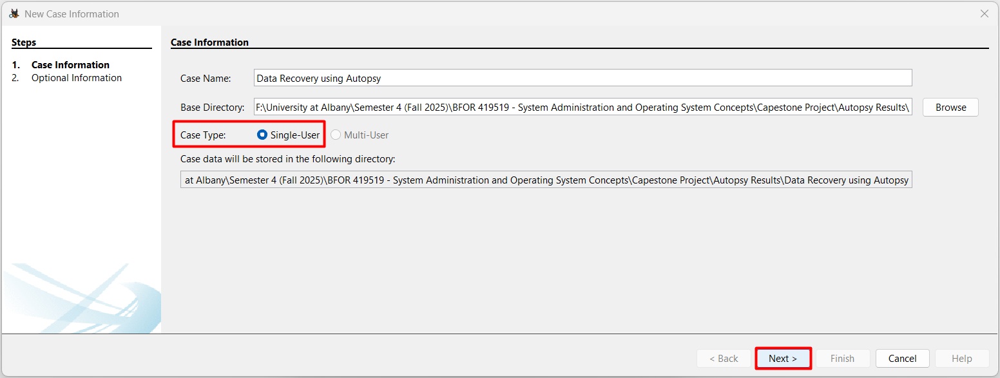 New Case Information
Steps
1. Case Information
2. Optional Information
Case Information
Case Name: Data Recovery using Autopsy
Base Directory: F:\University at Albany\Semester 4 (Fall 2025)\BFOR 419519 - System Administration and Operating System Concepts\Capestone Project\Autopsy Results\ Browse
Case Type: Single-User Multi-User
Case data will be stored in the following directory:
at Albany\Semester 4 (Fall 2025)\BFOR 419519 - System Administration and Operating System Concepts\Capestone Project\Autopsy Results\Data Recovery using Autopsy
< Back Next > Finish Cancel Help